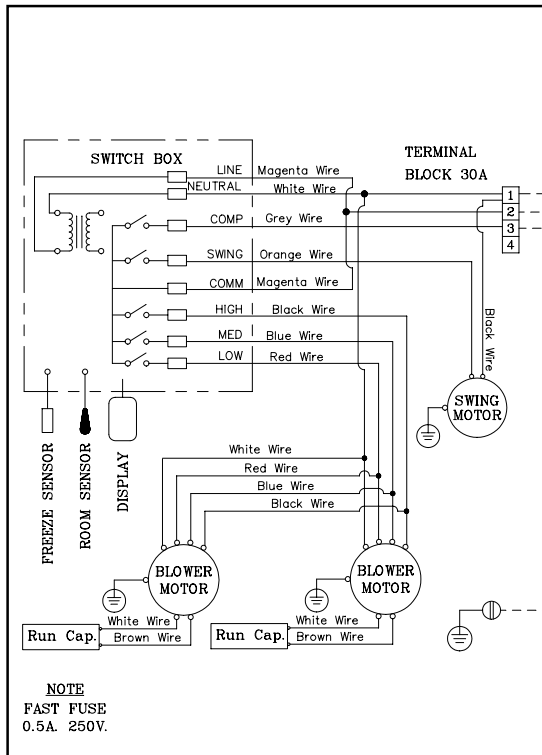 SWITCH BOX
TERMINAL
BLOCK 30A
LINE Magenta Wire
NEUTRAL White Wire
COMP Grey Wire
SWING Orange Wire
COMM Magenta Wire
HIGH Black Wire
MED Blue Wire
LOW Red Wire
1
2
3
4
Black Wire
SWING
MOTOR
FREEZE SENSOR
ROOM SENSOR
DISPLAY
White Wire
Red Wire
Blue Wire
Black Wire
BLOWER
MOTOR
BLOWER
MOTOR
White Wire
Run Cap.
Brown Wire
White Wire
Run Cap.
Brown Wire
NOTE
FAST FUSE
0.5A. 250V.